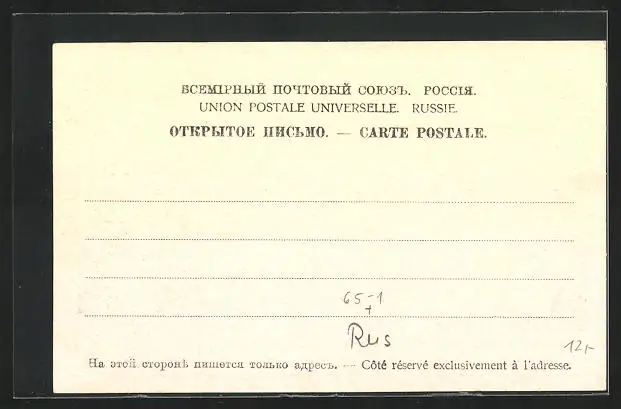 ВСЕМІРНЫЙ ПОЧТОВЫЙ СОЮЗЪ. РОССІЯ.
UNION POSTALE UNIVERSELLE. RUSSIE.
ОТКРЫТОЕ ПИСЬМО. — CARTE POSTALE.
65-1
+
Rus
12,-
На этой сторонѣ пишется только адресъ. — Côté réservé exclusivement à l'adresse.